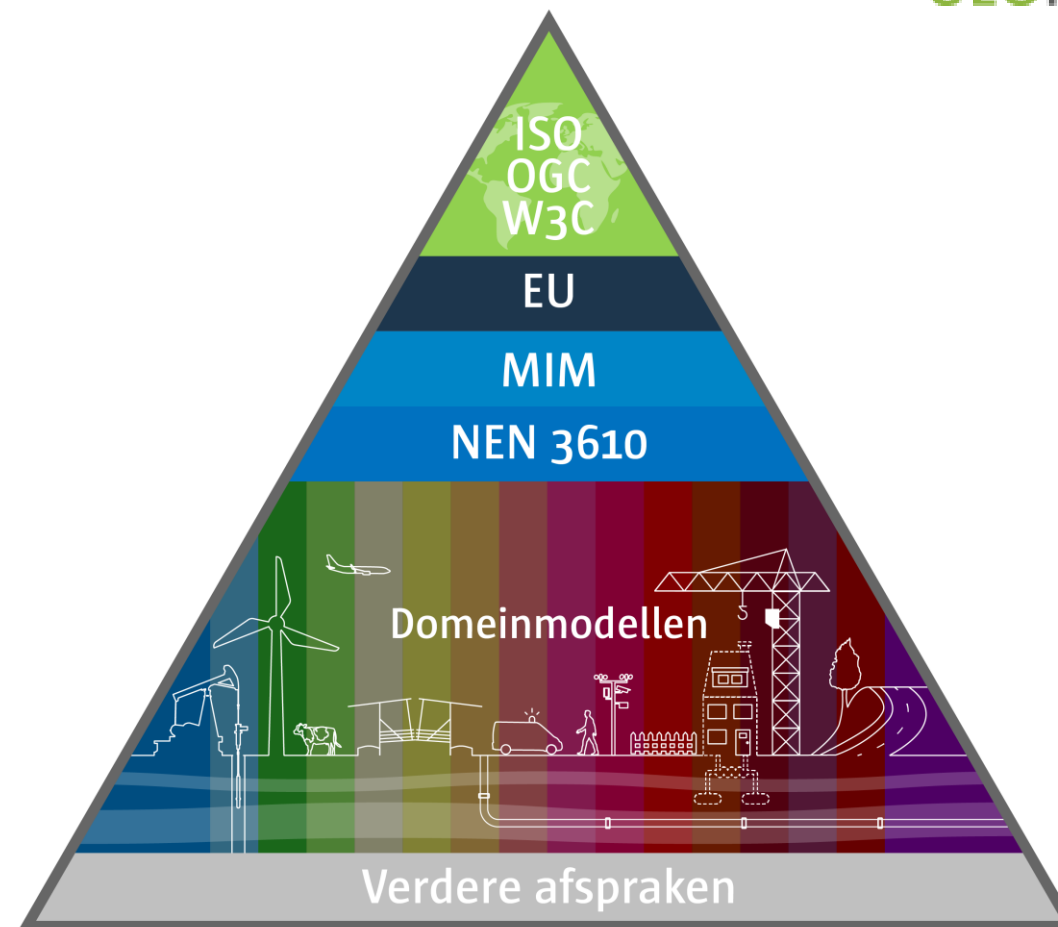 ISO
OGC
W3C
EU
MIM
NEN 3610
Domeinmodellen
Verdere afspraken